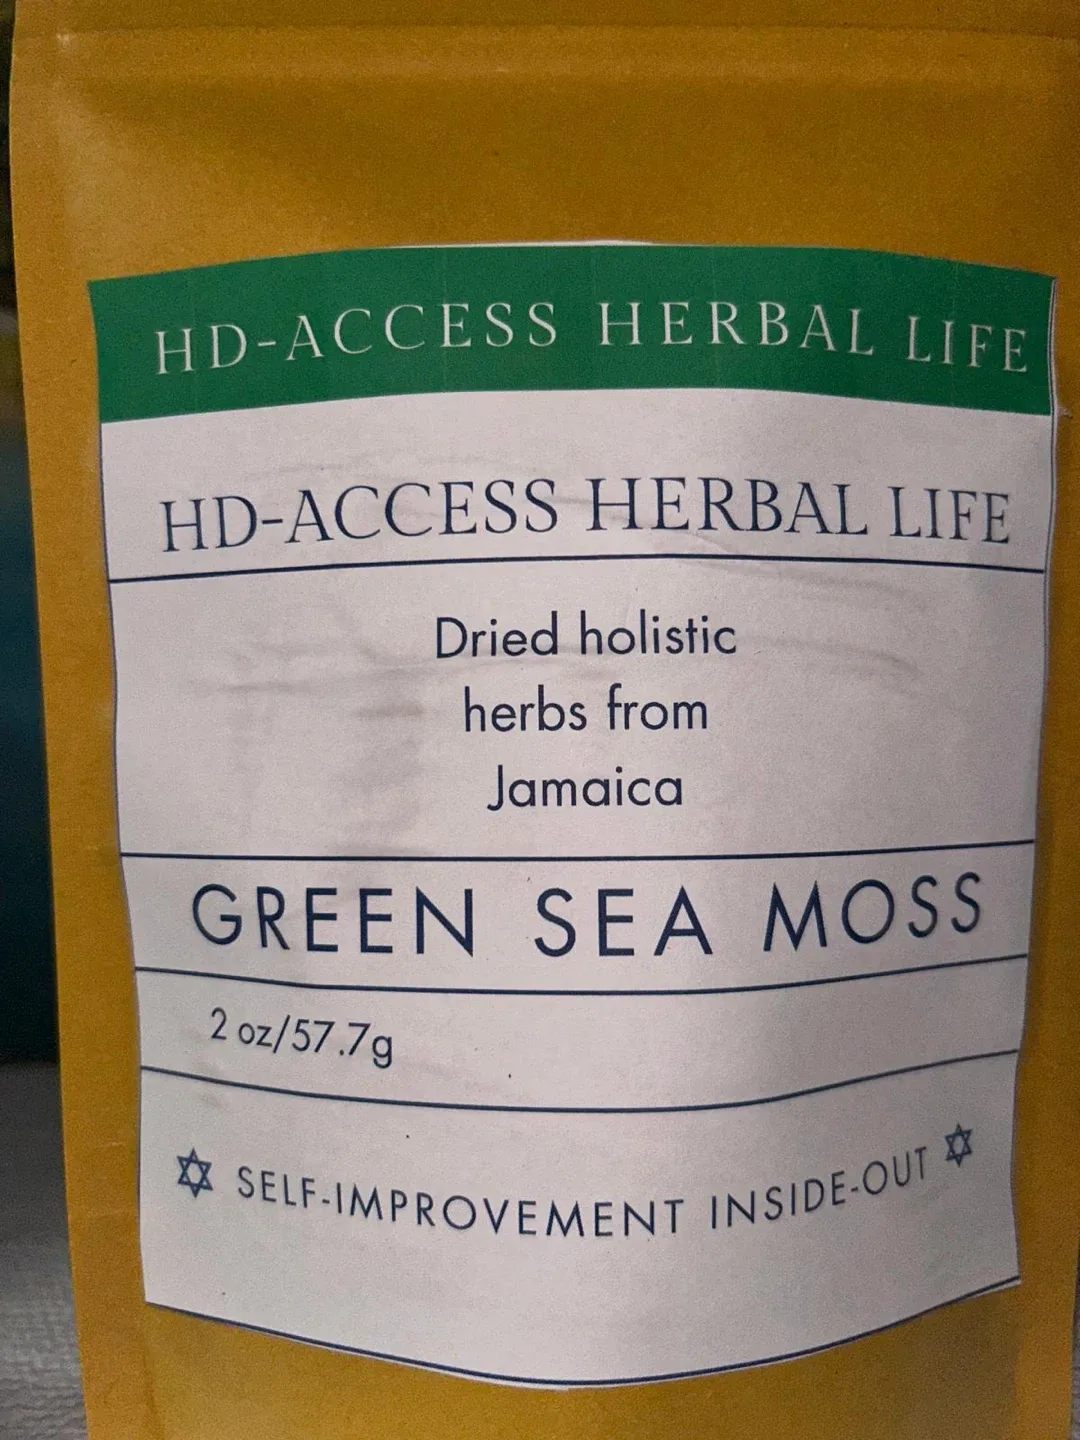 HD-ACCESS HERBAL LIFE
HD-ACCESS HERBAL LIFE
Dried holistic
herbs from
Jamaica
GREEN SEA MOSS
2 oz/57.7g
✡ SELF-IMPROVEMENT INSIDE-OUT ✡